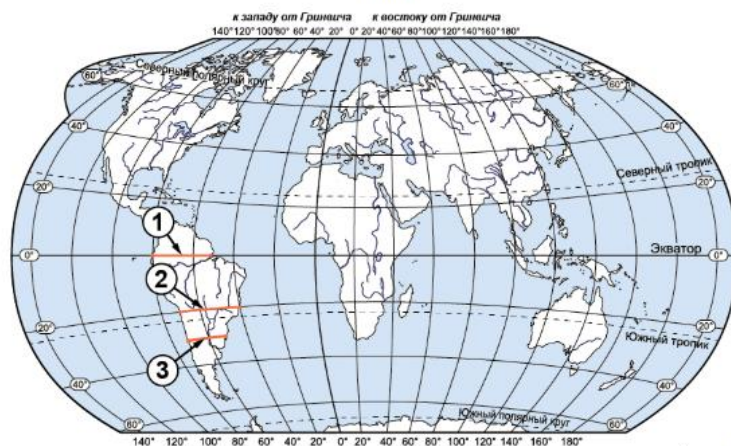 к западу от Гринвича к востоку от Гринвича
140° 120° 100° 80° 60° 40° 20° 0° 20° 40° 60° 80° 100° 120° 140° 160° 180°
Северный полярный круг
60° 60°
40° 40°
Северный тропик
20° 20°
1
Экватор
0° 0°
2
20° 20°
Южный тропик
3
40° 40°
Южный полярный круг
60° 60°
140° 120° 100° 80° 60° 40° 20° 0° 20° 40° 60° 80° 100° 120° 140° 160° 180°